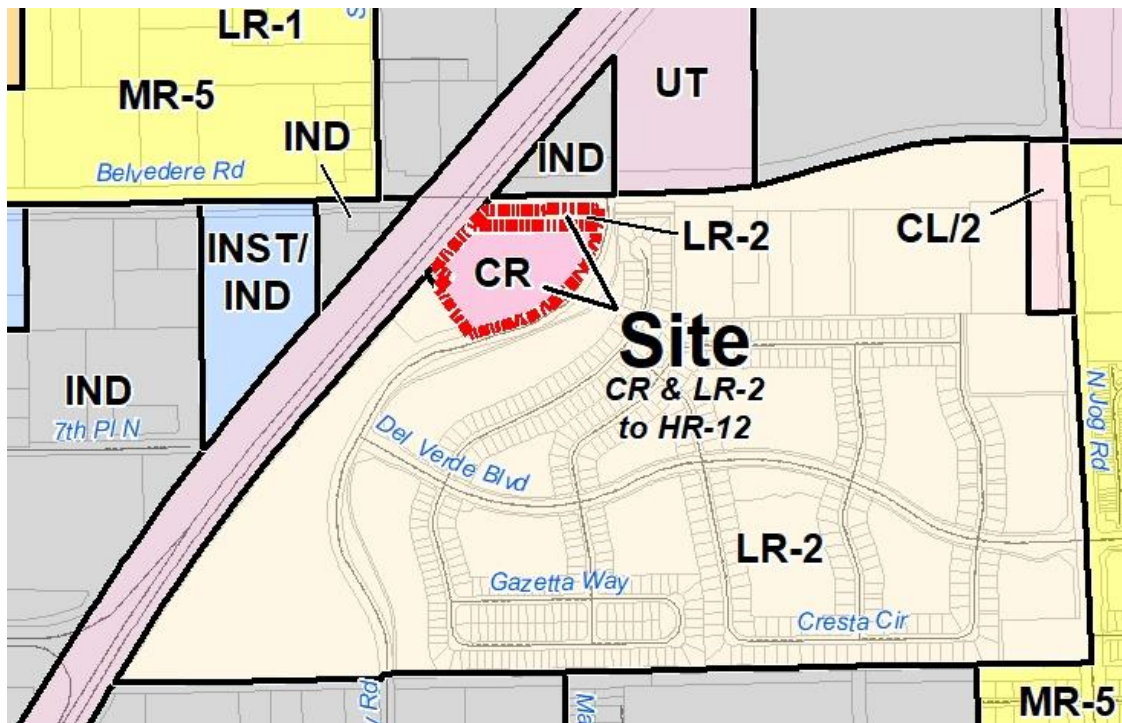 LR-1
MR-5
UT
IND
IND
Belvedere Rd
INST/
IND
LR-2
CL/2
CR
Site
CR & LR-2
to HR-12
IND
7th Pl N
N Jog Rd
Del Verde Blvd
LR-2
Gazetta Way
Cresta Cir
Rd
MR-5